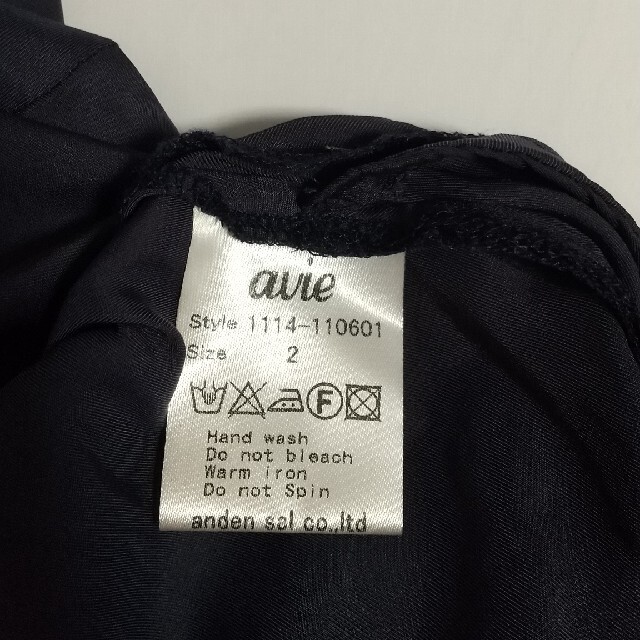 avie
Style 1114-110601
Size 2
F
Hand wash
Do not bleach
Warm iron
Do not Spin
anden sol co.,ltd